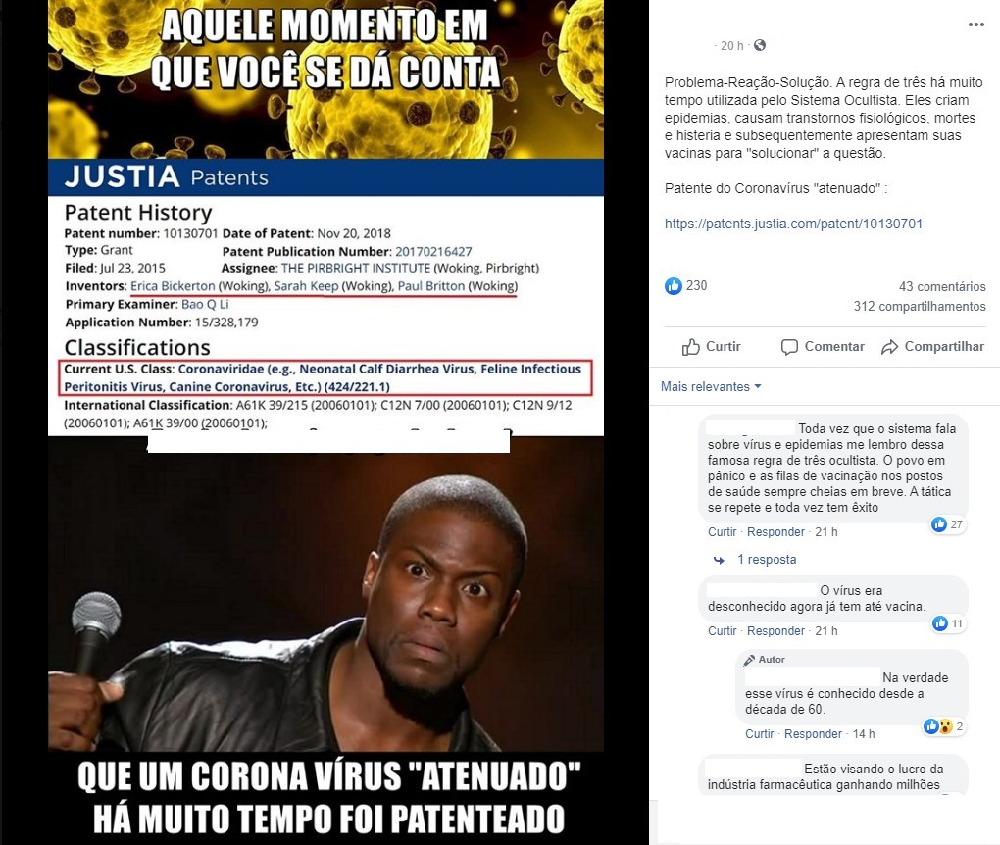 AQUELE MOMENTO EM
QUE VOCÊ SE DÁ CONTA
JUSTIA Patents
Patent History
Patent number: 10130701 Date of Patent: Nov 20, 2018
Type: Grant Patent Publication Number: 20170216427
Filed: Jul 23, 2015 Assignee: THE PIRBRIGHT INSTITUTE (Woking, Pirbright)
Inventors: Erica Bickerton (Woking), Sarah Keep (Woking), Paul Britton (Woking)
Primary Examiner: Bao Q Li
Application Number: 15/328,179
Classifications
Current U.S. Class: Coronaviridae (e.g., Neonatal Calf Diarrhea Virus, Feline Infectious
Peritonitis Virus, Canine Coronavirus, Etc.) (424/221.1)
International Classification: A61K 39/215 (20060101); C12N 7/00 (20060101); C12N 9/12
(20060101); A61K 39/00 (20060101);
QUE UM CORONA VÍRUS "ATENUADO"
HÁ MUITO TEMPO FOI PATENTEADO
· 20 h ·
Problema-Reação-Solução. A regra de três há muito
tempo utilizada pelo Sistema Ocultista. Eles criam
epidemias, causam transtornos fisiológicos, mortes
e histeria e subsequentemente apresentam suas
vacinas para "solucionar" a questão.
Patente do Coronavírus "atenuado" :
https://patents.justia.com/patent/10130701
230
43 comentários
312 compartilhamentos
Curtir Comentar Compartilhar
Mais relevantes
Toda vez que o sistema fala
sobre vírus e epidemias me lembro dessa
famosa regra de três ocultista. O povo em
pânico e as filas de vacinação nos postos
de saúde sempre cheias em breve. A tática
se repete e toda vez tem êxito
27
Curtir · Responder · 21 h
1 resposta
O vírus era
desconhecido agora já tem até vacina.
11
Curtir · Responder · 21 h
Autor
Na verdade
esse vírus é conhecido desde a
década de 60.
2
Curtir · Responder · 14 h
Estão visando o lucro da
indústria farmacêutica ganhando milhões